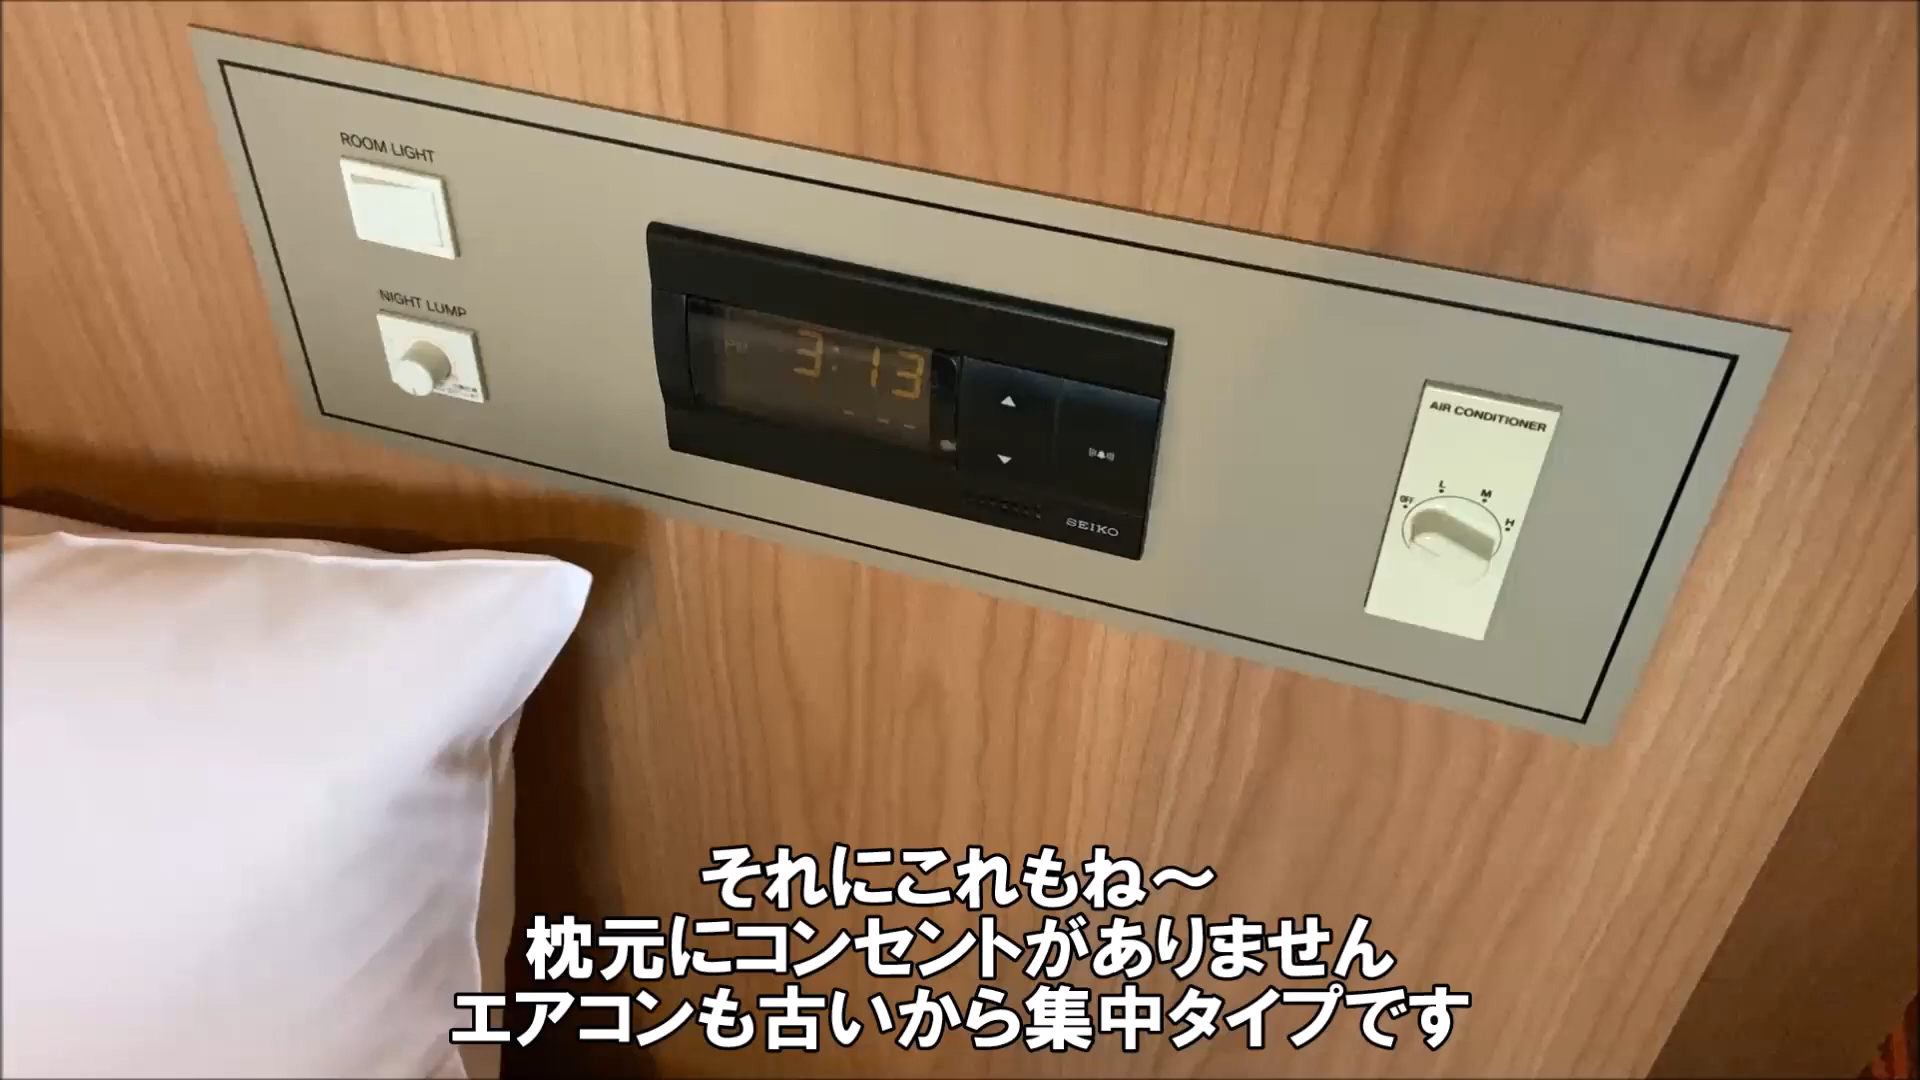 ROOM LIGHT
NIGHT LUMP
PM 3:13
SEIKO
AIR CONDITIONER
OFF L M H
それにこれもね～
枕元にコンセントがありません
エアコンも古いから集中タイプです